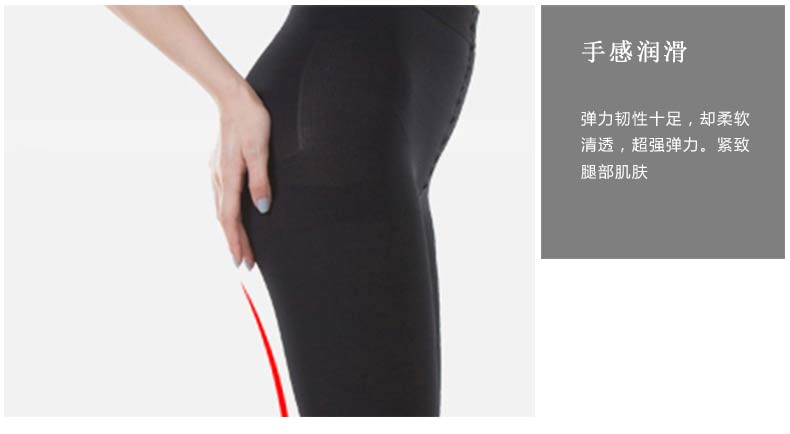 手感润滑
弹力韧性十足，却柔软
清透，超强弹力。紧致
腿部肌肤